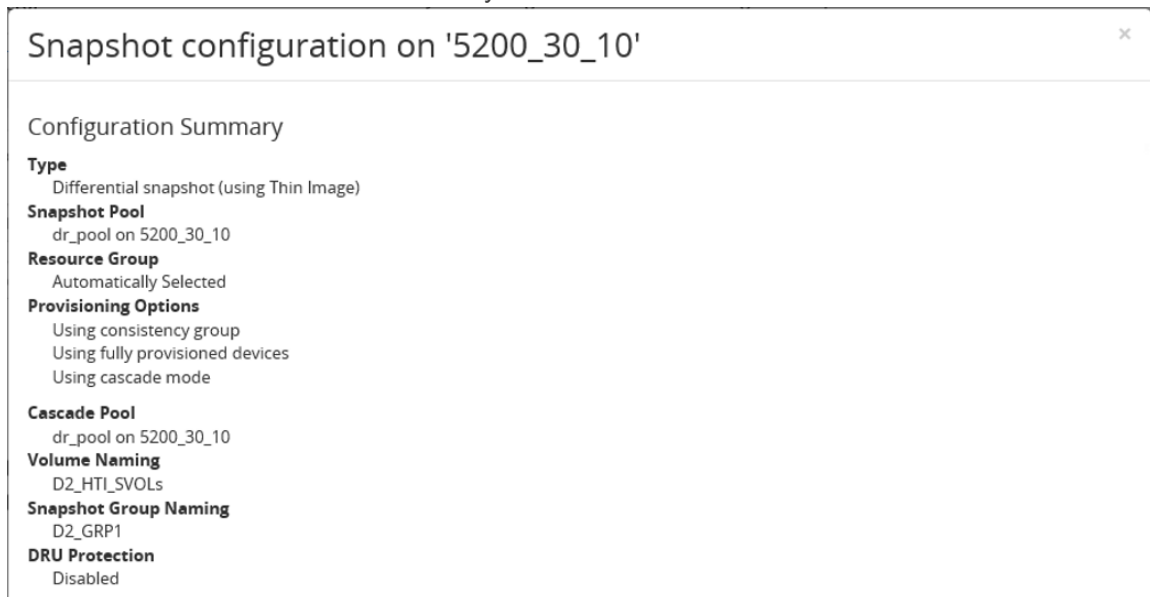 Snapshot configuration on '5200_30_10'
×
Configuration Summary
Type
Differential snapshot (using Thin Image)
Snapshot Pool
dr_pool on 5200_30_10
Resource Group
Automatically Selected
Provisioning Options
Using consistency group
Using fully provisioned devices
Using cascade mode
Cascade Pool
dr_pool on 5200_30_10
Volume Naming
D2_HTI_SVOLs
Snapshot Group Naming
D2_GRP1
DRU Protection
Disabled